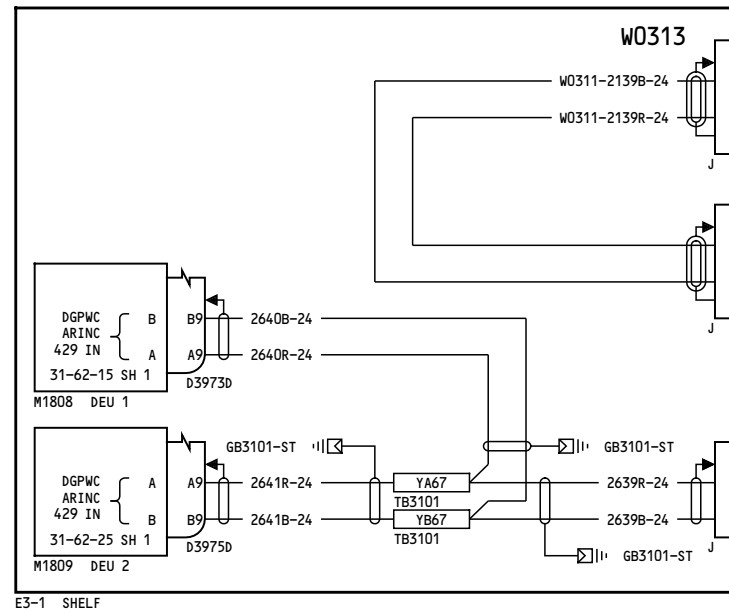 W0313
W0311-2139B-24
W0311-2139R-24
J
J
DGPWC
ARINC
429 IN
B B9 2640B-24
A A9 2640R-24
31-62-15 SH 1
D3973D
M1808 DEU 1
GB3101-ST
GB3101-ST
DGPWC
ARINC
429 IN
A A9 2641R-24 YA67 2639R-24
TB3101
B B9 2641B-24 YB67 2639B-24
TB3101
31-62-25 SH 1
D3975D
J
GB3101-ST
M1809 DEU 2
E3-1 SHELF